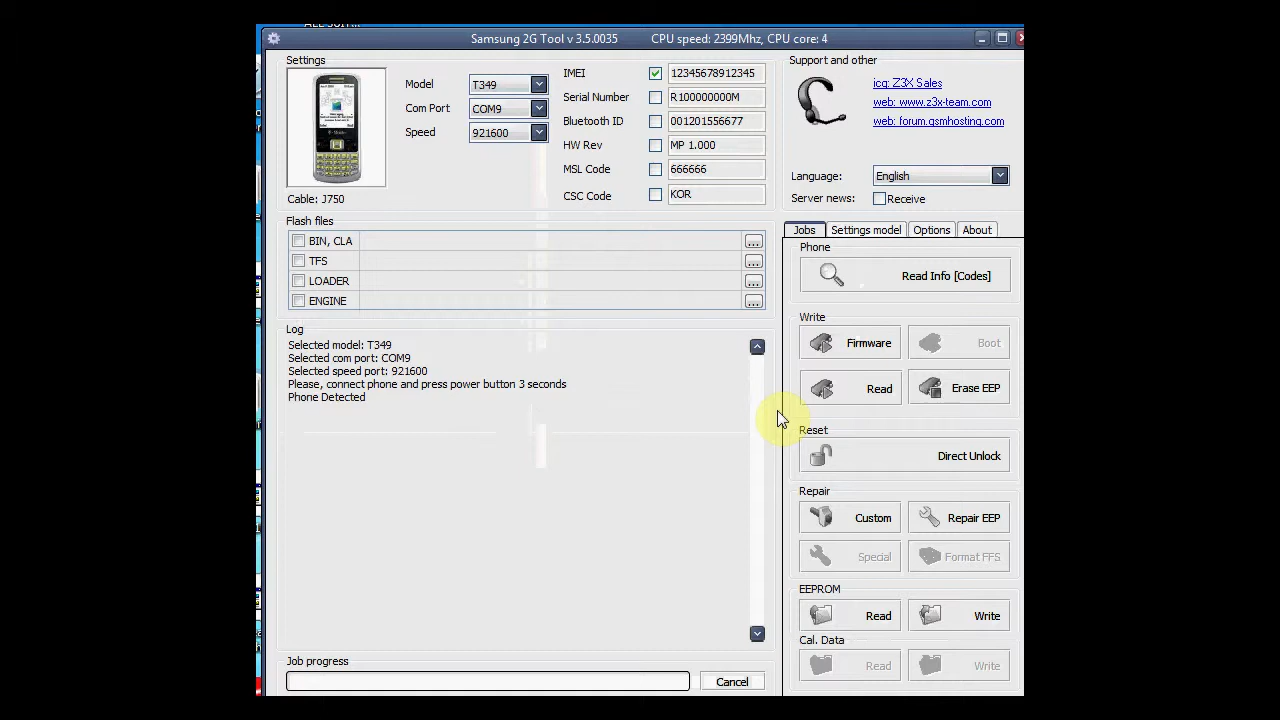 Samsung 2G Tool v 3.5.0035 CPU speed: 2399Mhz, CPU core: 4
Settings
Model T349
Com Port COM9
Speed 921600
Cable: J750
IMEI 12345678912345
Serial Number R100000000M
Bluetooth ID 001201556677
HW Rev MP 1.000
MSL Code 666666
CSC Code KOR
Support and other
icq: Z3X Sales
web: www.z3x-team.com
web: forum.gsmhosting.com
Language: English
Server news: Receive
Flash files
BIN, CLA ...
TFS ...
LOADER ...
ENGINE ...
Log
Selected model: T349
Selected com port: COM9
Selected speed port: 921600
Please, connect phone and press power button 3 seconds
Phone Detected
Job progress
Cancel
Jobs Settings model Options About
Phone
Read Info [Codes]
Write
Firmware Boot
Read Erase EEP
Reset
Direct Unlock
Repair
Custom Repair EEP
Special Format FFS
EEPROM
Read Write
Cal. Data
Read Write